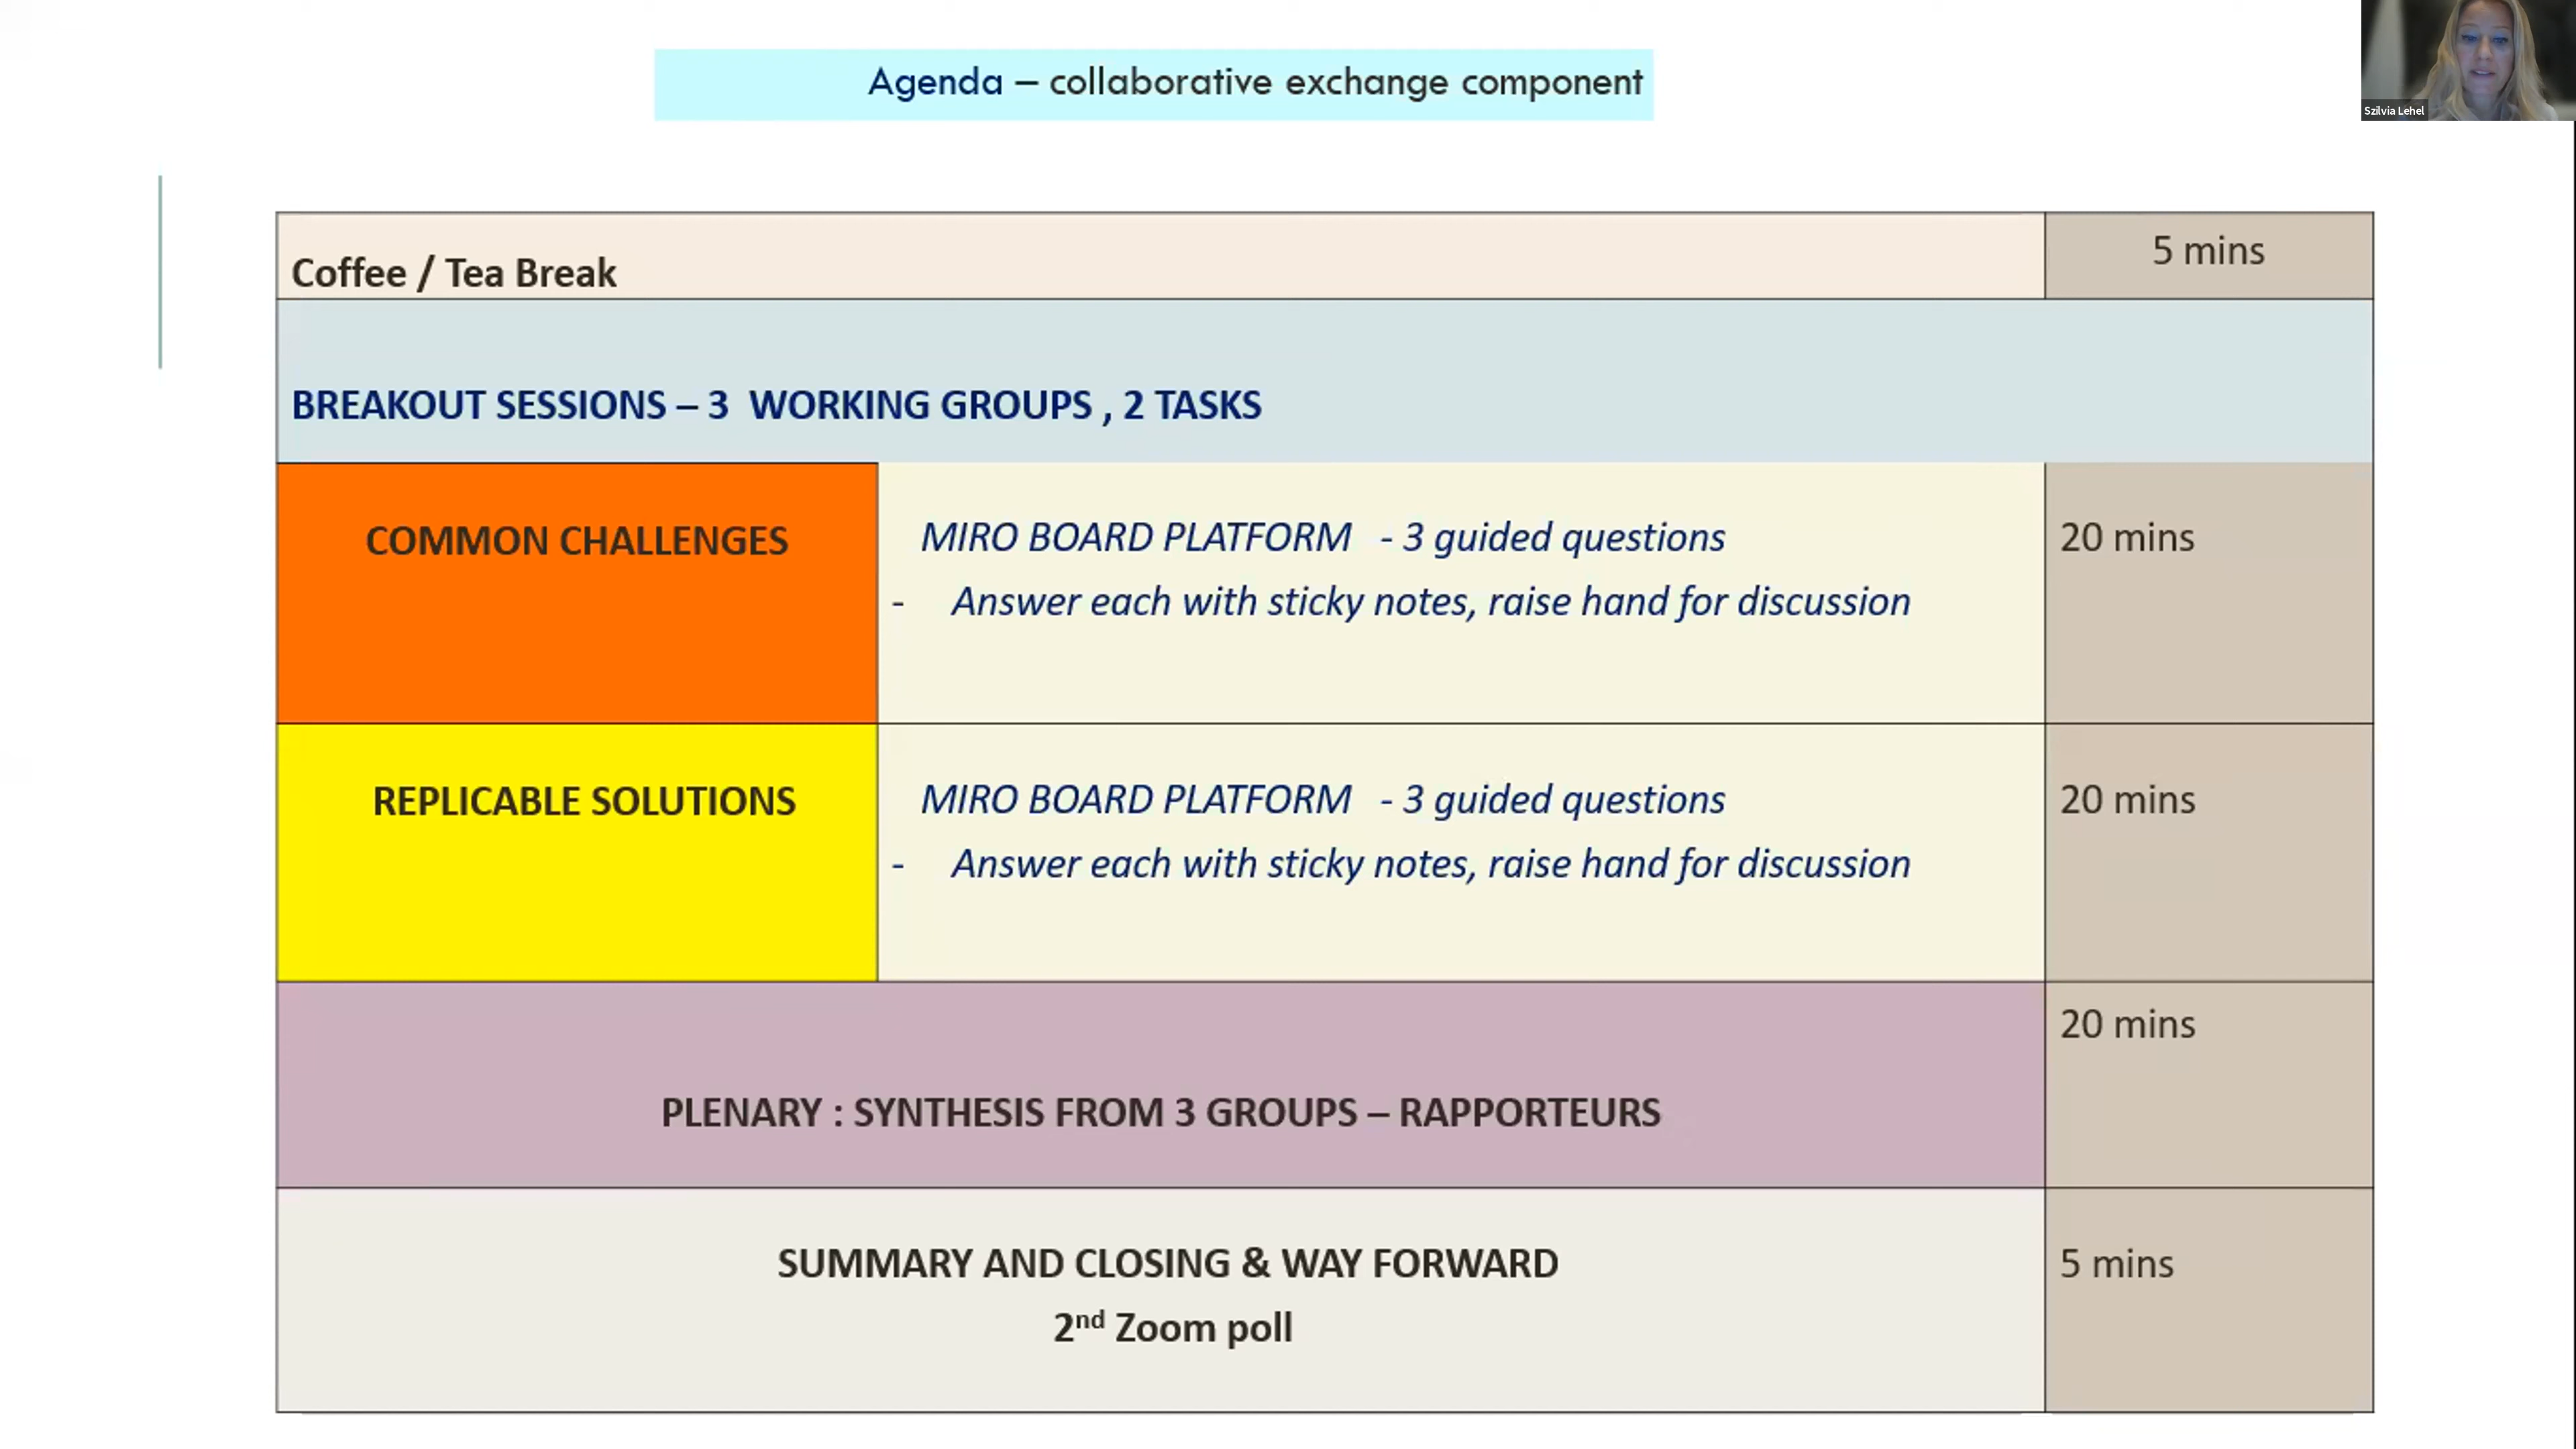 Agenda – collaborative exchange component
Szilvia Lehel
Coffee / Tea Break
5 mins
BREAKOUT SESSIONS – 3 WORKING GROUPS , 2 TASKS
COMMON CHALLENGES
MIRO BOARD PLATFORM - 3 guided questions
- Answer each with sticky notes, raise hand for discussion
20 mins
REPLICABLE SOLUTIONS
MIRO BOARD PLATFORM - 3 guided questions
- Answer each with sticky notes, raise hand for discussion
20 mins
PLENARY : SYNTHESIS FROM 3 GROUPS – RAPPORTEURS
20 mins
SUMMARY AND CLOSING & WAY FORWARD
2nd Zoom poll
5 mins